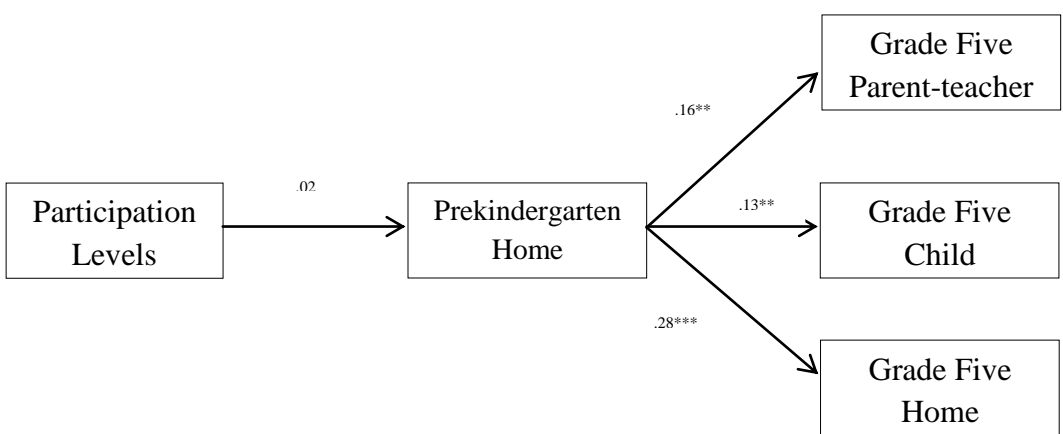 Grade Five
Parent-teacher
.16**
.02
Participation
Levels
Prekindergarten
Home
.13**
Grade Five
Child
.28***
Grade Five
Home